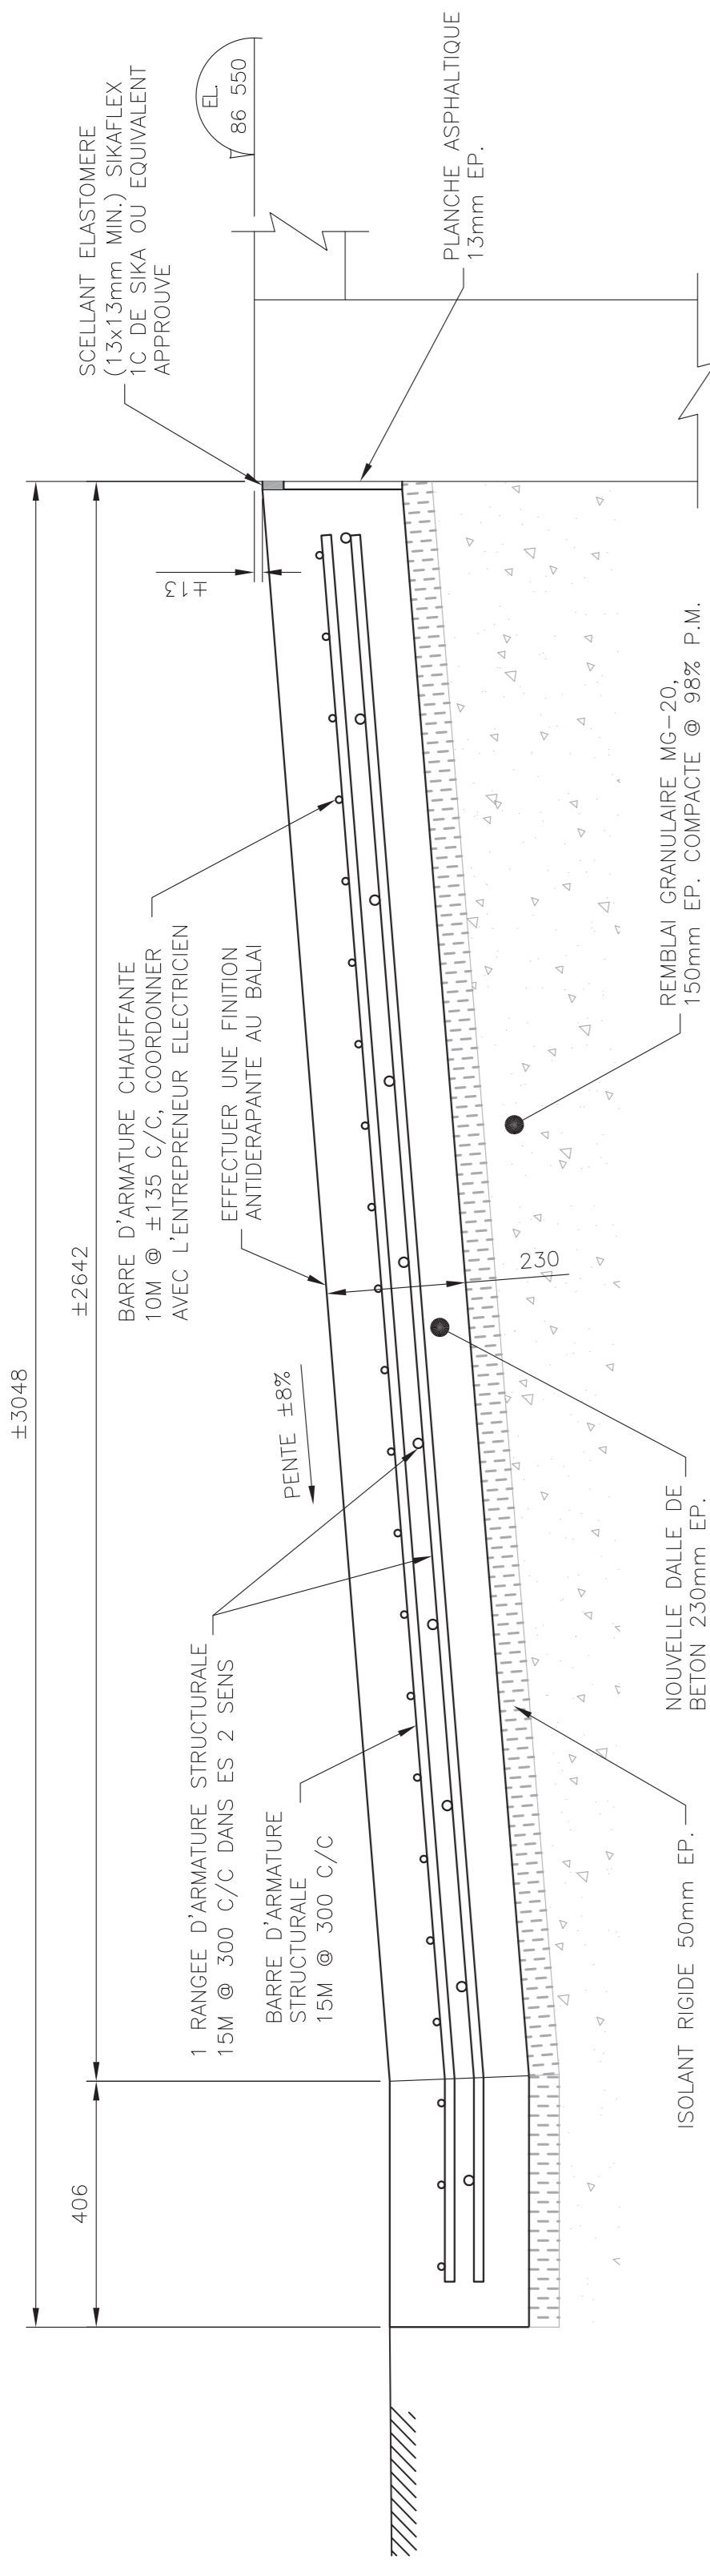 ±3048
406
±2642
±13
SCELLANT ELASTOMERE
(13x13mm MIN.) SIKAFLEX
1C DE SIKA OU EQUIVALENT
APPROUVE
EL.
86 550
BARRE D'ARMATURE CHAUFFANTE
10M @ ±135 C/C, COORDONNER
AVEC L'ENTREPRENEUR ELECTRICIEN
EFFECTUER UNE FINITION
ANTIDERAPANTE AU BALAI
PENTE ±8%
1 RANGEE D'ARMATURE STRUCTURALE
15M @ 300 C/C DANS ES 2 SENS
BARRE D'ARMATURE
STRUCTURALE
15M @ 300 C/C
230
PLANCHE ASPHALTIQUE
13mm EP.
ISOLANT RIGIDE 50mm EP.
NOUVELLE DALLE DE
BETON 230mm EP.
REMBLAI GRANULAIRE MG-20,
150mm EP. COMPACTE @ 98% P.M.